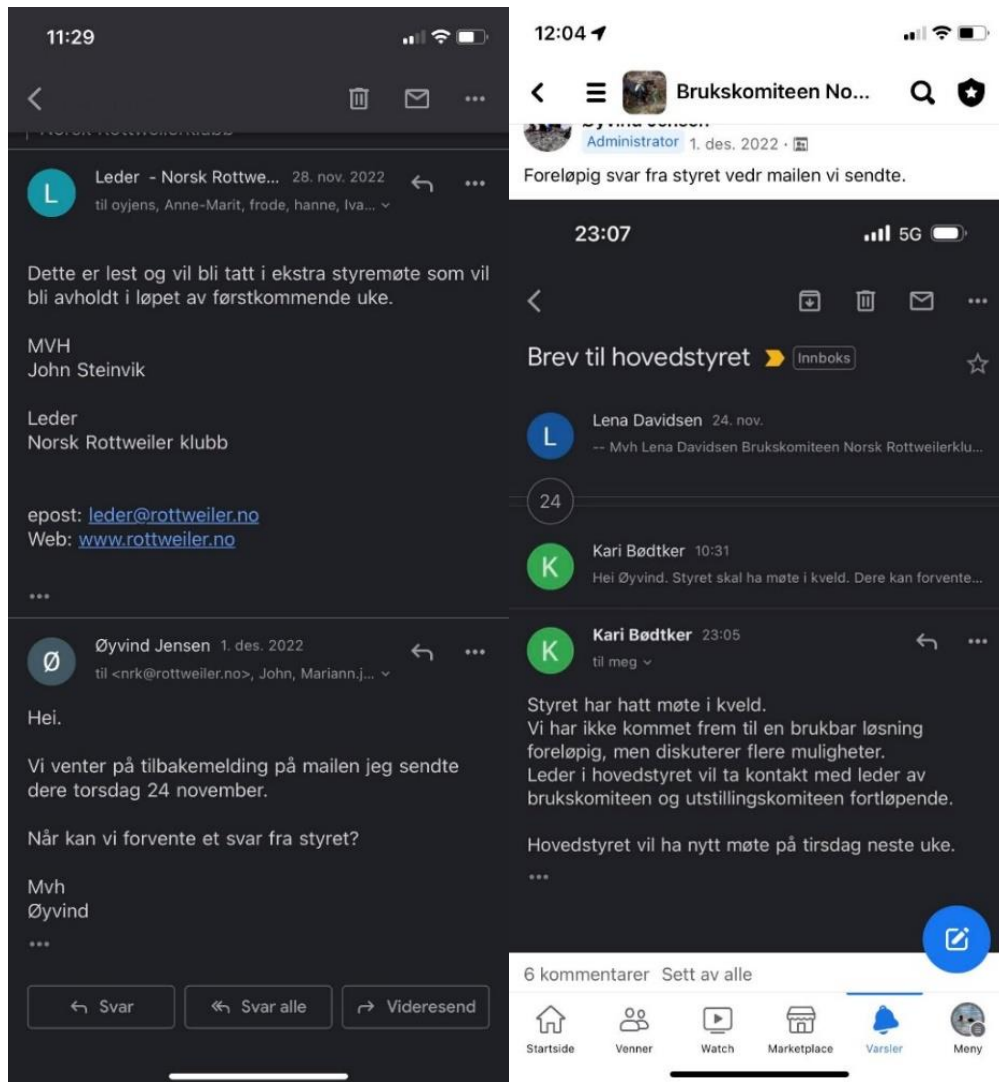 11:29
Leder - Norsk Rottwe... 28. nov. 2022
L
til oyjens, Anne-Marit, frode, hanne, Iva...
Dette er lest og vil bli tatt i ekstra styremøte som vil
bli avholdt i løpet av førstkommende uke.
MVH
John Steinvik
Leder
Norsk Rottweiler klubb
epost: leder@rottweiler.no
Web: www.rottweiler.no
...
Øyvind Jensen 1. des. 2022
Ø
til <nrk@rottweiler.no>, John, Mariann.j...
Hei.
Vi venter på tilbakemelding på mailen jeg sendte
dere torsdag 24 november.
Når kan vi forvente et svar fra styret?
Mvh
Øyvind
...
Svar
Svar alle
Videresend
12:04
Brukskomiteen No...
Øyvind Jensen
Administrator 1. des. 2022
Foreløpig svar fra styret vedr mailen vi sendte.
23:07
5G
Brev til hovedstyret Innboks
Lena Davidsen 24. nov.
L
-- Mvh Lena Davidsen Brukskomiteen Norsk Rottweilerklu...
24
Kari Bødtker 10:31
K
Hei Øyvind. Styret skal ha møte i kveld. Dere kan forvente...
Kari Bødtker 23:05
K
til meg
Styret har hatt møte i kveld.
Vi har ikke kommet frem til en brukbar løsning
foreløpig, men diskuterer flere muligheter.
Leder i hovedstyret vil ta kontakt med leder av
brukskomiteen og utstillingskomiteen fortløpende.
Hovedstyret vil ha nytt møte på tirsdag neste uke.
...
6 kommentarer Sett av alle
Startside
Venner
Watch
Marketplace
Varsler
Meny